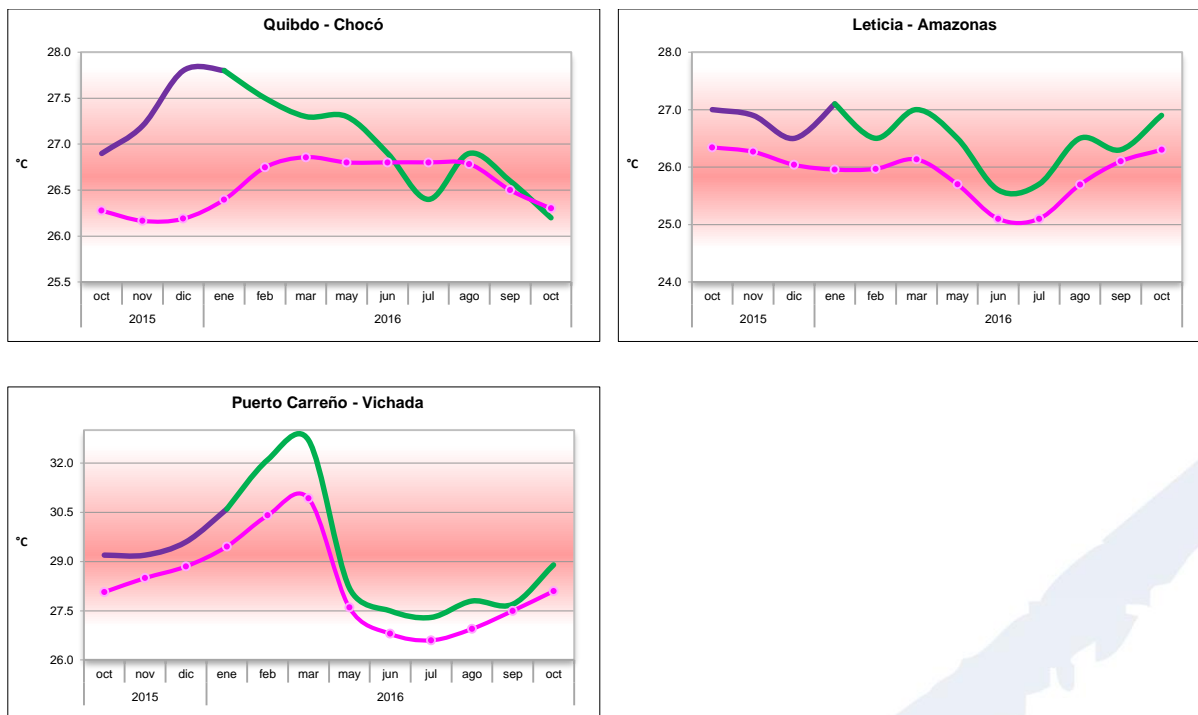 Quibdo - Chocó
28.0
27.5
27.0
26.5
26.0
25.5
°C
oct nov dic ene feb mar may jun jul ago sep oct
2015 2016
Leticia - Amazonas
28.0
27.0
26.0
25.0
24.0
°C
oct nov dic ene feb mar may jun jul ago sep oct
2015 2016
Puerto Carreño - Vichada
32.0
30.5
29.0
27.5
26.0
°C
oct nov dic ene feb mar may jun jul ago sep oct
2015 2016